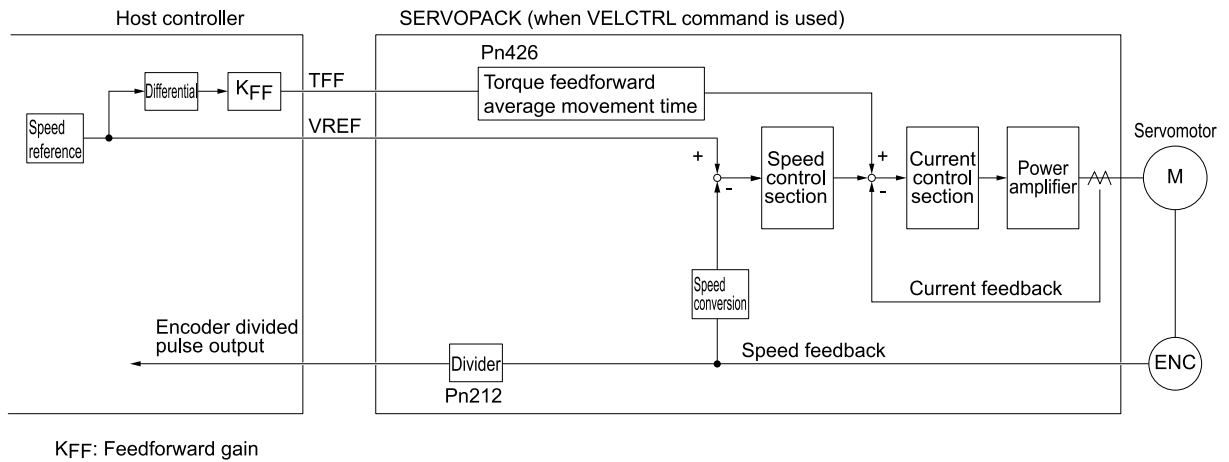 Host controller
SERVOPACK (when VELCTRL command is used)
Pn426
Differential
KFF
TFF
Torque feedforward
average movement time
Speed
reference
VREF
+
-
Speed
control
section
+
-
Current
control
section
Power
amplifier
Servomotor
M
Speed
conversion
Current feedback
Encoder divided
pulse output
Divider
Pn212
Speed feedback
ENC
KFF: Feedforward gain